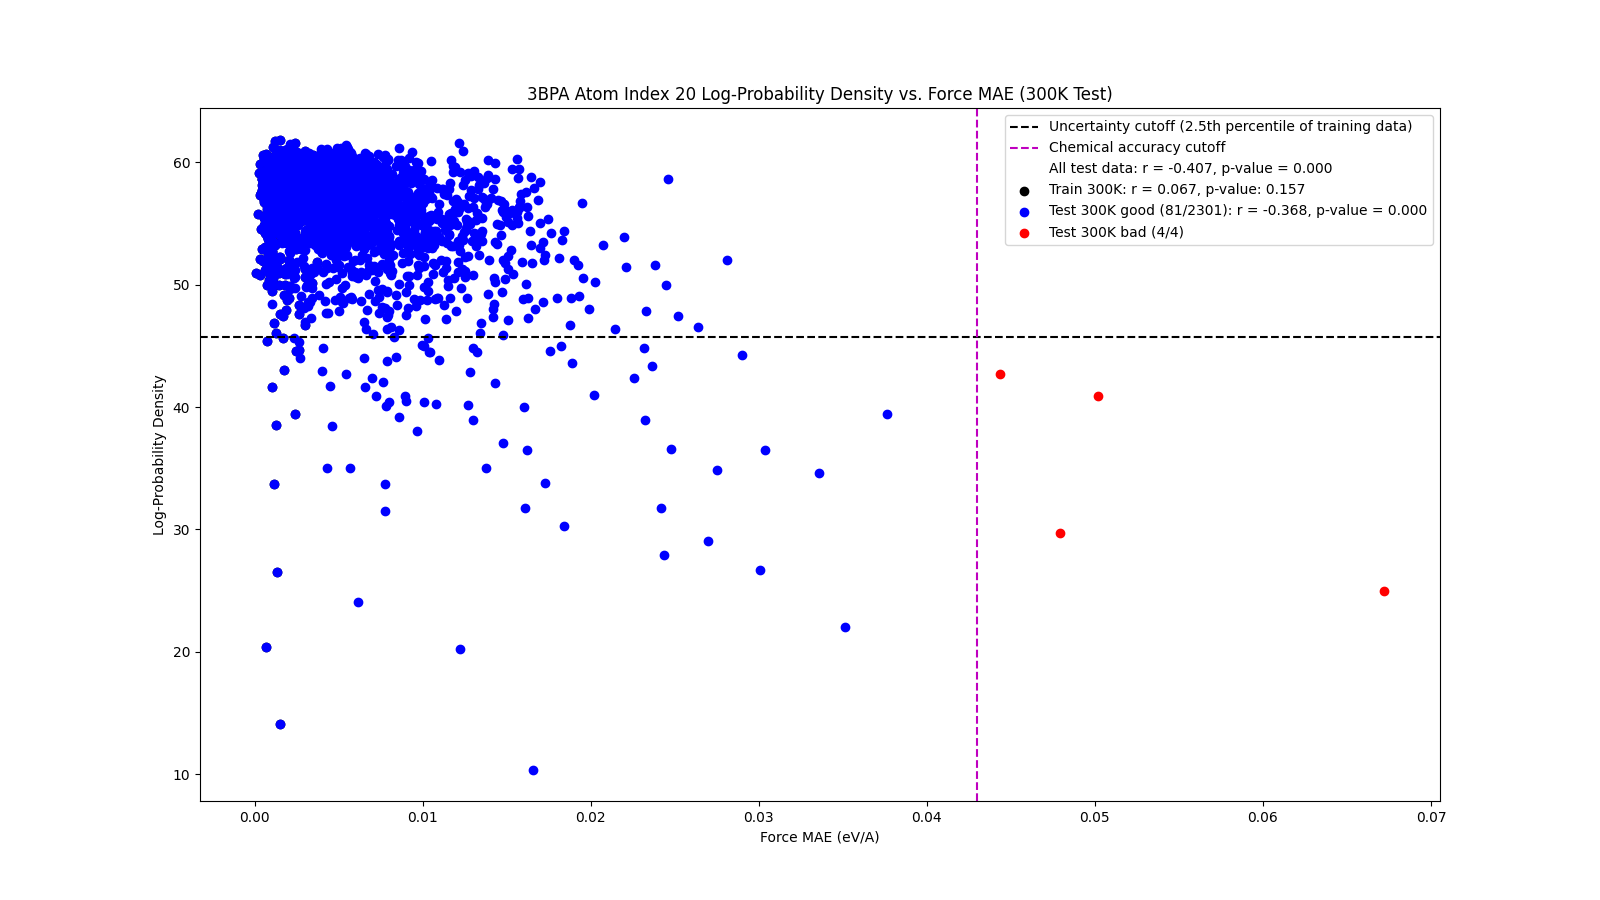 3BPA Atom Index 20 Log-Probability Density vs. Force MAE (300K Test)
Uncertainty cutoff (2.5th percentile of training data)
Chemical accuracy cutoff
All test data: r = -0.407, p-value = 0.000
Train 300K: r = 0.067, p-value: 0.157
Test 300K good (81/2301): r = -0.368, p-value = 0.000
Test 300K bad (4/4)
Log-Probability Density
60
50
40
30
20
10
0.00 0.01 0.02 0.03 0.04 0.05 0.06 0.07
Force MAE (eV/A)